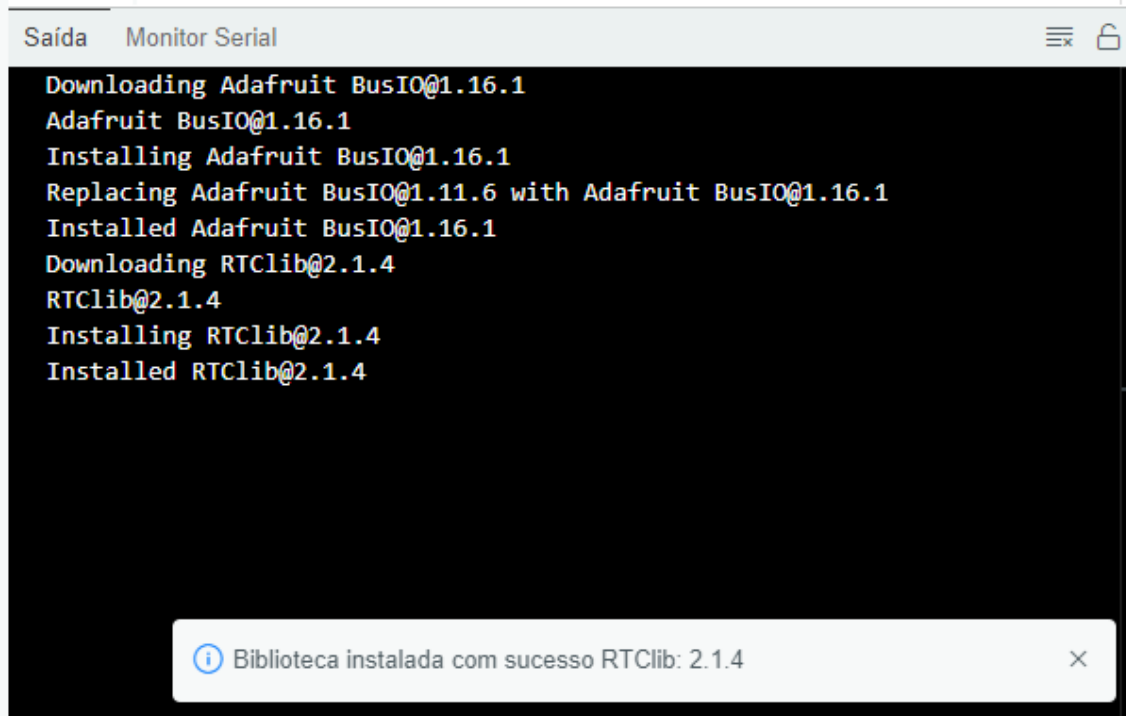 Saída Monitor Serial
Downloading Adafruit BusIO@1.16.1
Adafruit BusIO@1.16.1
Installing Adafruit BusIO@1.16.1
Replacing Adafruit BusIO@1.11.6 with Adafruit BusIO@1.16.1
Installed Adafruit BusIO@1.16.1
Downloading RTClib@2.1.4
RTClib@2.1.4
Installing RTClib@2.1.4
Installed RTClib@2.1.4
Biblioteca instalada com sucesso RTClib: 2.1.4